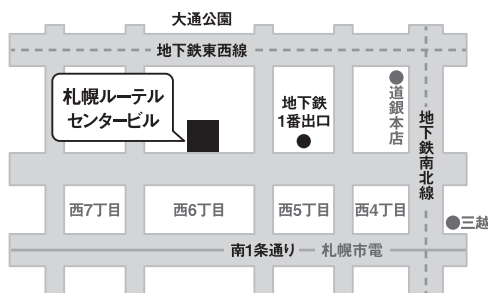 大通公園
地下鉄東西線
札幌ルーテル
センタービル
地下鉄
1番出口
道銀本店
地下鉄南北線
西7丁目
西6丁目
西5丁目
西4丁目
三越
南1条通り
札幌市電